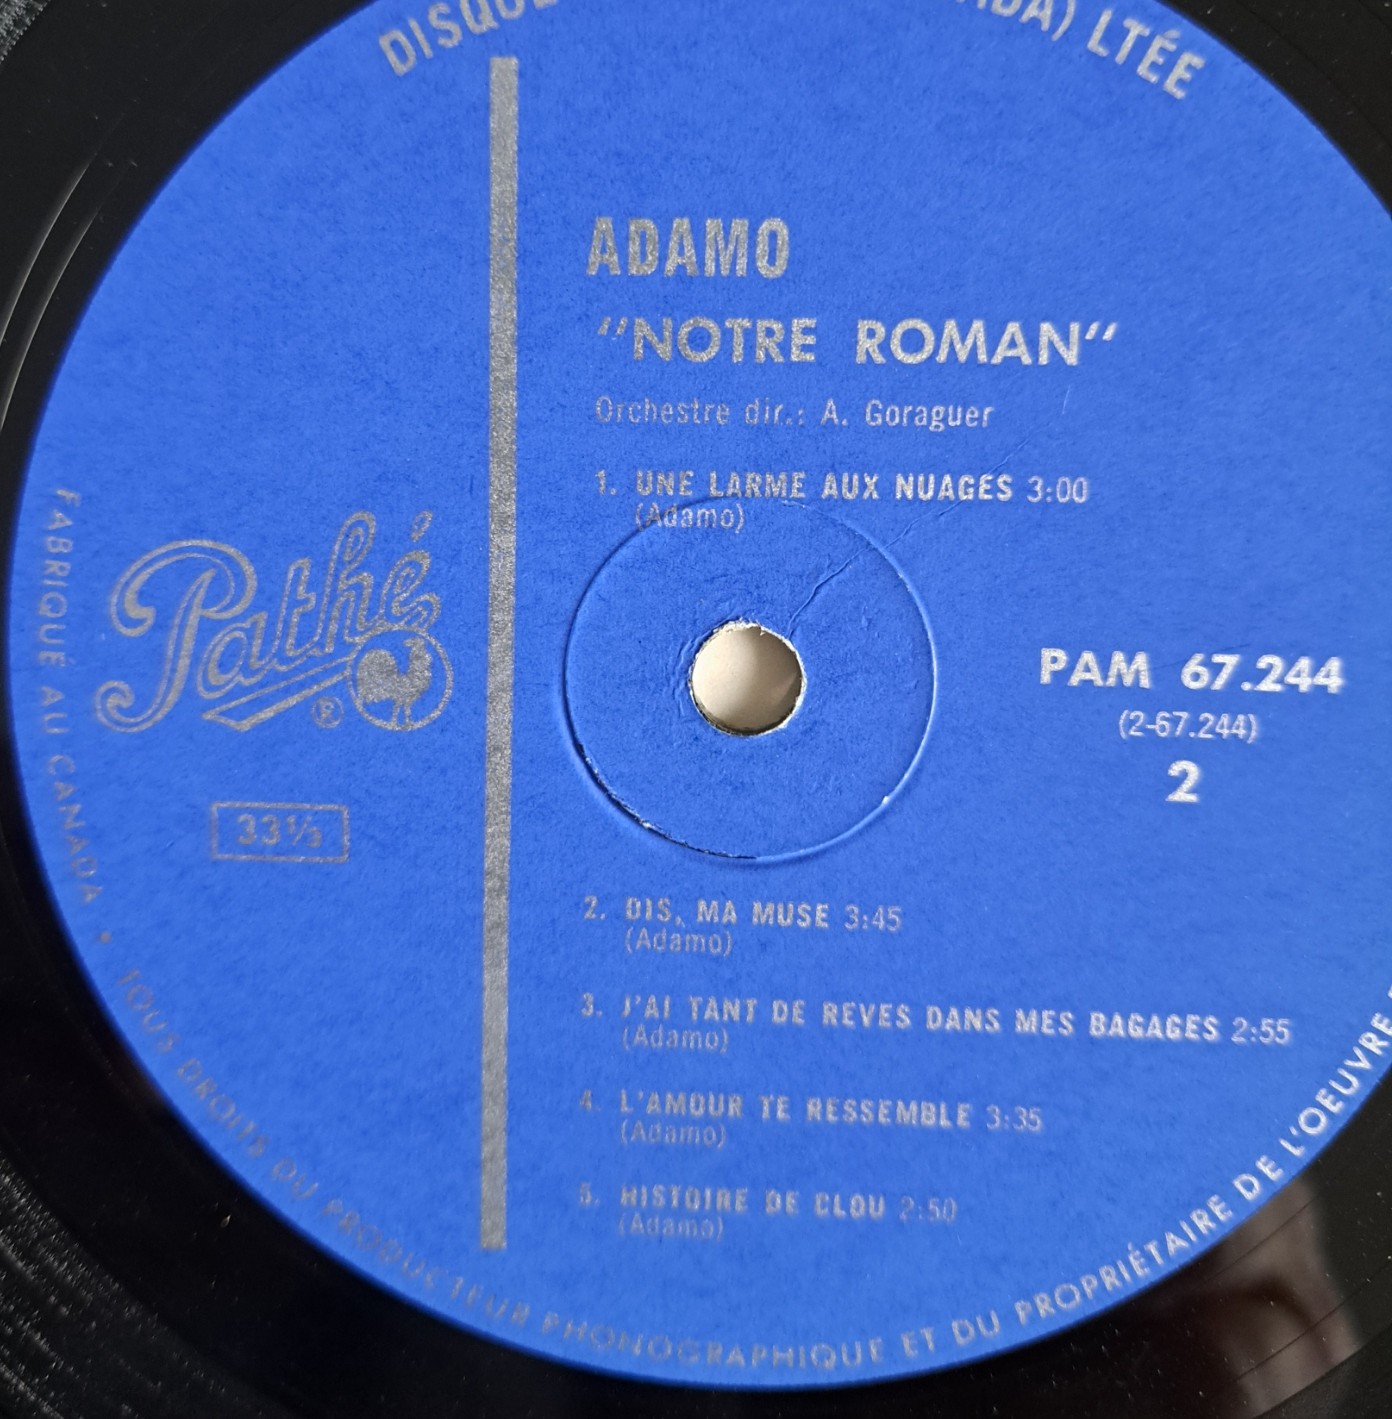 LTÉE
ADAMO
"NOTRE ROMAN"
Orchestre dir.: A. Goraguer
1. UNE LARME AUX NUAGES 3:00
(Adamo)
Pathé
®
PAM 67.244
(2-67.244)
2
33⅓
2. DIS, MA MUSE 3:45
(Adamo)
3. J'AI TANT DE REVES DANS MES BAGAGES 2:55
(Adamo)
4. L'AMOUR TE RESSEMBLE 3:35
(Adamo)
5. HISTOIRE DE CLOU 2:50
(Adamo)
FABRIQUÉ AU CANADA • TOUS DROITS DU PRODUCTEUR PHONOGRAPHIQUE ET DU PROPRIÉTAIRE DE L'OEUVRE